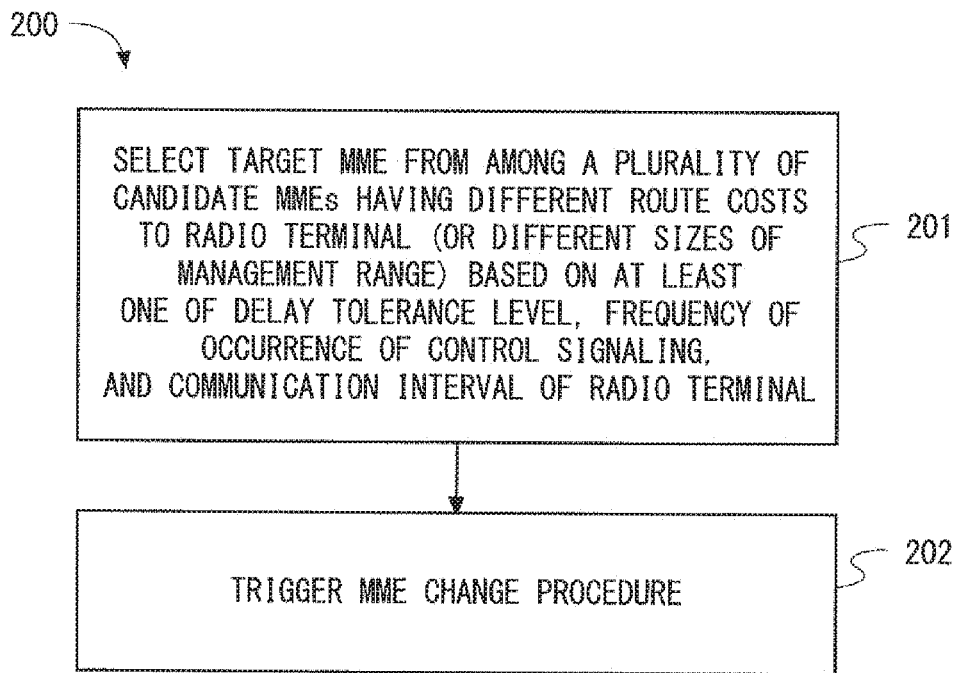 200
SELECT TARGET MME FROM AMONG A PLURALITY OF
CANDIDATE MMEs HAVING DIFFERENT ROUTE COSTS
TO RADIO TERMINAL (OR DIFFERENT SIZES OF
MANAGEMENT RANGE) BASED ON AT LEAST
ONE OF DELAY TOLERANCE LEVEL, FREQUENCY OF
OCCURRENCE OF CONTROL SIGNALING,
AND COMMUNICATION INTERVAL OF RADIO TERMINAL
201
TRIGGER MME CHANGE PROCEDURE
202